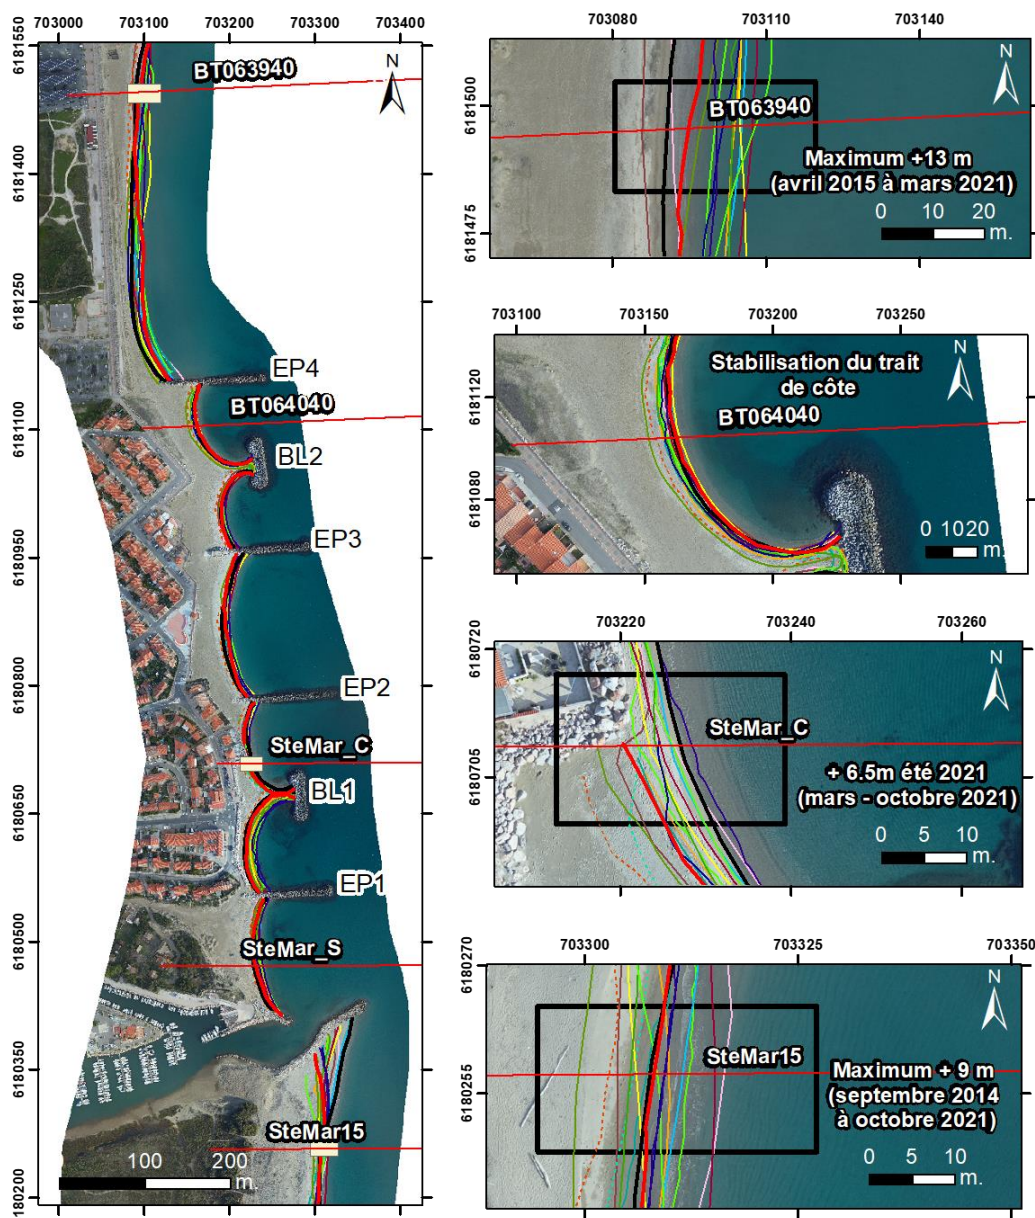 703000 703100 703200 703300 703400
6181550
6181400
6181250
6181100
6180950
6180800
6180650
6180500
6180350
6180200
BT063940
N
EP4
BT064040
BL2
EP3
EP2
SteMar_C
BL1
EP1
SteMar_S
SteMar15
100 200
m.
703080 703110 703140
6181500
6181475
N
BT063940
Maximum +13 m
(avril 2015 à mars 2021)
0 10 20
m.
703100 703150 703200 703250
6181120
6181080
N
Stabilisation du trait
de côte
BT064040
0 1020
m.
703220 703240 703260
6180720
6180705
N
SteMar_C
+ 6.5m été 2021
(mars - octobre 2021)
0 5 10
m.
703300 703325 703350
6180270
6180255
N
SteMar15
Maximum + 9 m
(septembre 2014
à octobre 2021)
0 5 10
m.